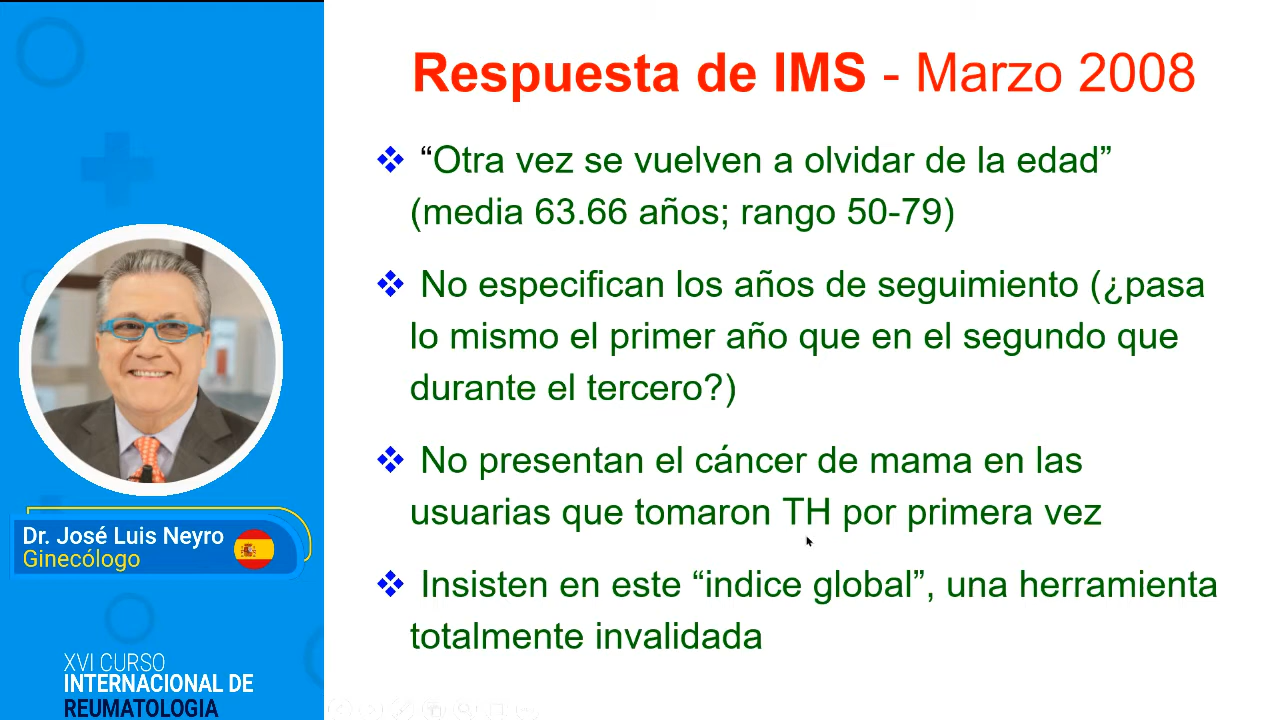 Respuesta de IMS - Marzo 2008
“Otra vez se vuelven a olvidar de la edad”
(media 63.66 años; rango 50-79)
No especifican los años de seguimiento (¿pasa
lo mismo el primer año que en el segundo que
durante el tercero?)
No presentan el cáncer de mama en las
usuarias que tomaron TH por primera vez
Insisten en este “indice global”, una herramienta
totalmente invalidada
Dr. José Luis Neyro
Ginecólogo
XVI CURSO
INTERNACIONAL DE
REUMATOLOGIA